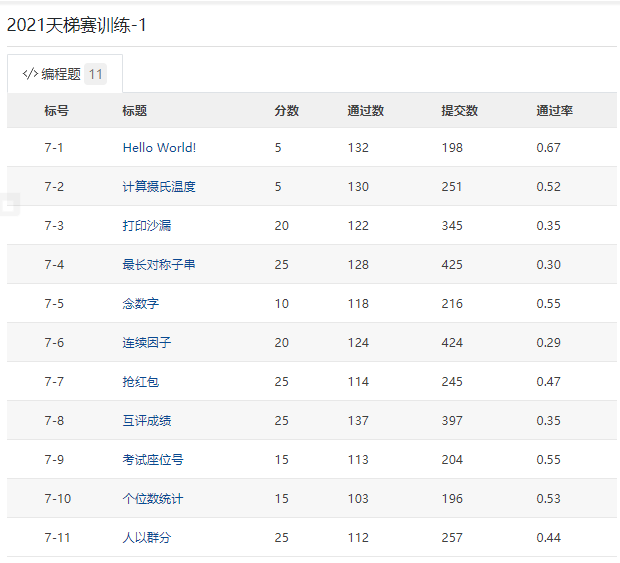 2021天梯赛训练-1
</> 编程题 11
标号 标题 分数 通过数 提交数 通过率
7-1 Hello World! 5 132 198 0.67
7-2 计算摄氏温度 5 130 251 0.52
7-3 打印沙漏 20 122 345 0.35
7-4 最长对称子串 25 128 425 0.30
7-5 念数字 10 118 216 0.55
7-6 连续因子 20 124 424 0.29
7-7 抢红包 25 114 245 0.47
7-8 互评成绩 25 137 397 0.35
7-9 考试座位号 15 113 204 0.55
7-10 个位数统计 15 103 196 0.53
7-11 人以群分 25 112 257 0.44